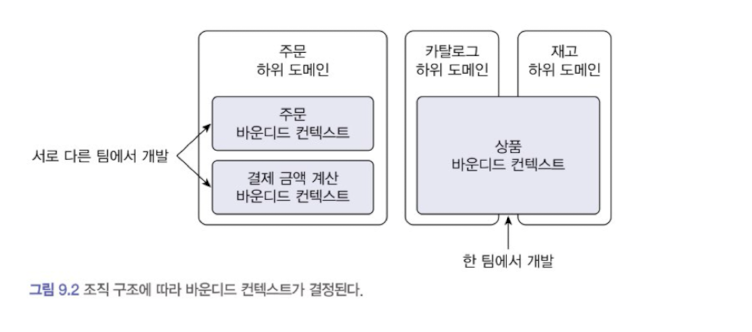 주문
하위 도메인
카탈로그
하위 도메인
재고
하위 도메인
주문
바운디드 컨텍스트
서로 다른 팀에서 개발
상품
바운디드 컨텍스트
결제 금액 계산
바운디드 컨텍스트
한 팀에서 개발
그림 9.2 조직 구조에 따라 바운디드 컨텍스트가 결정된다.